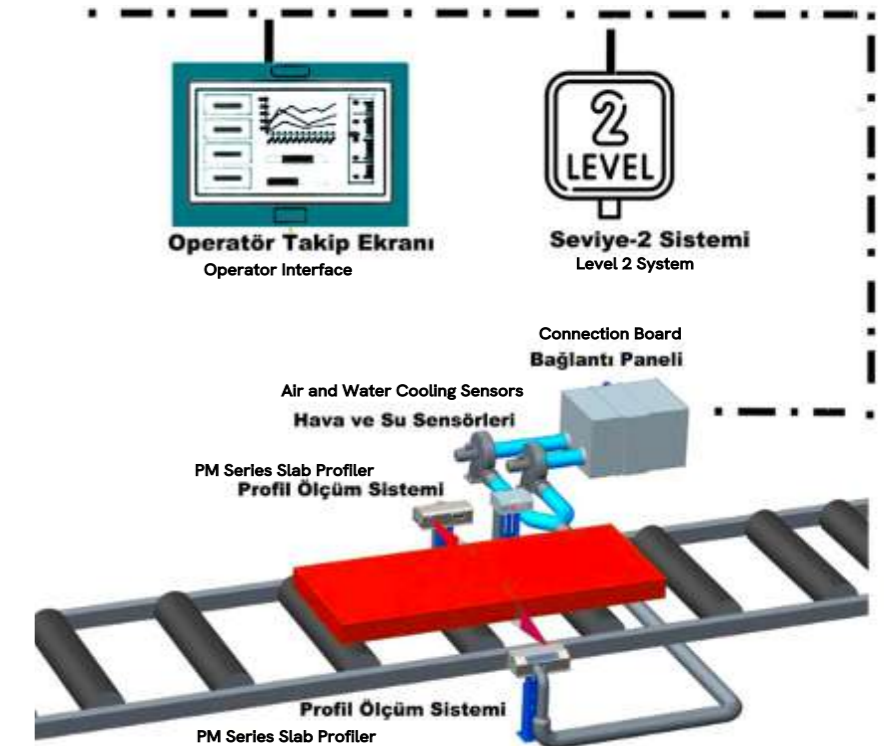 2
LEVEL
Operatör Takip Ekranı
Operator Interface
Seviye-2 Sistemi
Level 2 System
Connection Board
Bağlantı Paneli
Air and Water Cooling Sensors
Hava ve Su Sensörleri
PM Series Slab Profiler
Profil Ölçüm Sistemi
Profil Ölçüm Sistemi
PM Series Slab Profiler